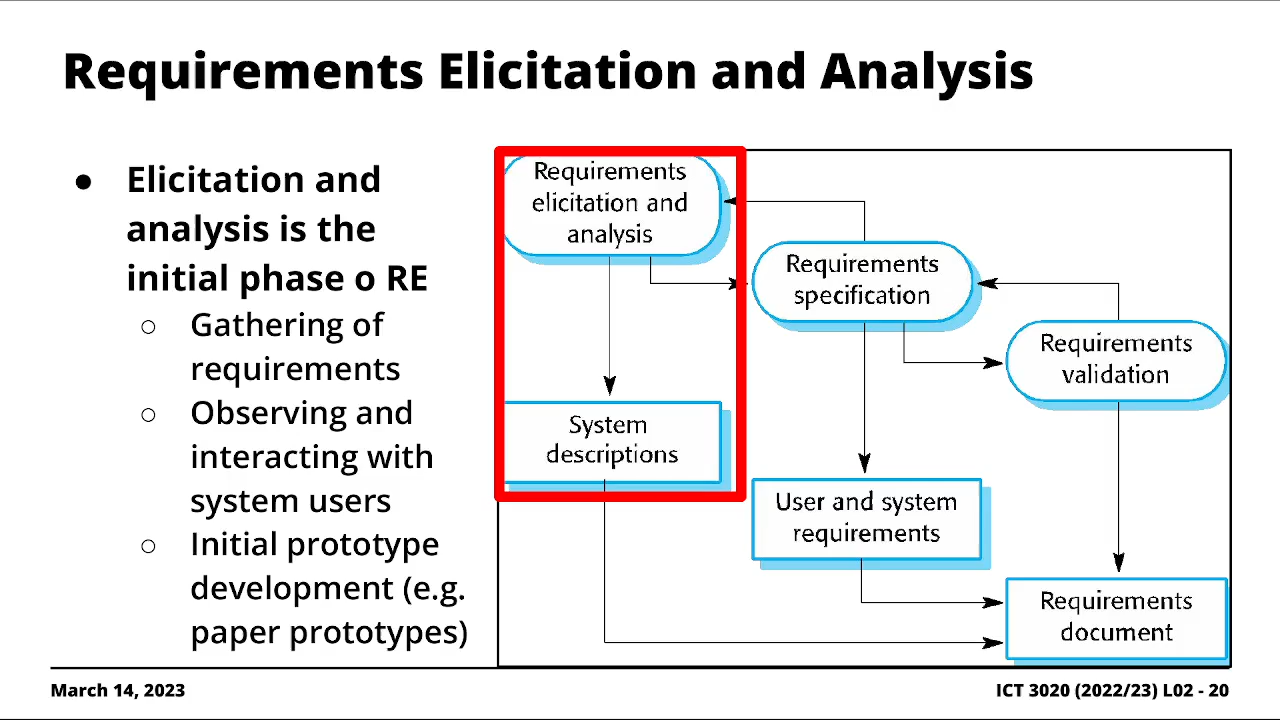 Requirements Elicitation and Analysis
● Elicitation and
analysis is the
initial phase o RE
○ Gathering of
requirements
○ Observing and
interacting with
system users
○ Initial prototype
development (e.g.
paper prototypes)
Requirements
elicitation and
analysis
Requirements
specification
Requirements
validation
System
descriptions
User and system
requirements
Requirements
document
March 14, 2023
ICT 3020 (2022/23) L02 - 20